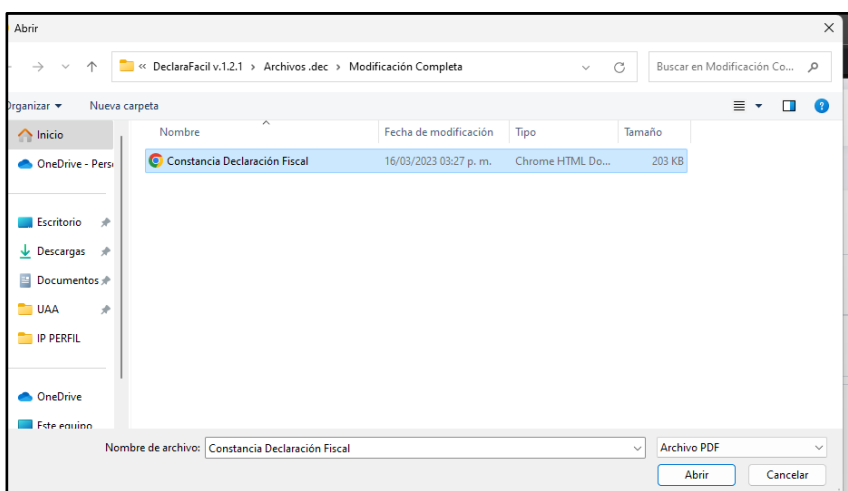 Abrir
« DeclaraFacil v.1.2.1 › Archivos .dec › Modificación Completa
Buscar en Modificación Co...
Organizar
Nueva carpeta
Nombre Fecha de modificación Tipo Tamaño
Constancia Declaración Fiscal 16/03/2023 03:27 p. m. Chrome HTML Do... 203 KB
Inicio
OneDrive - Perso
Escritorio
Descargas
Documentos
UAA
IP PERFIL
OneDrive
Este equipo
Nombre de archivo: Constancia Declaración Fiscal Archivo PDF
Abrir Cancelar